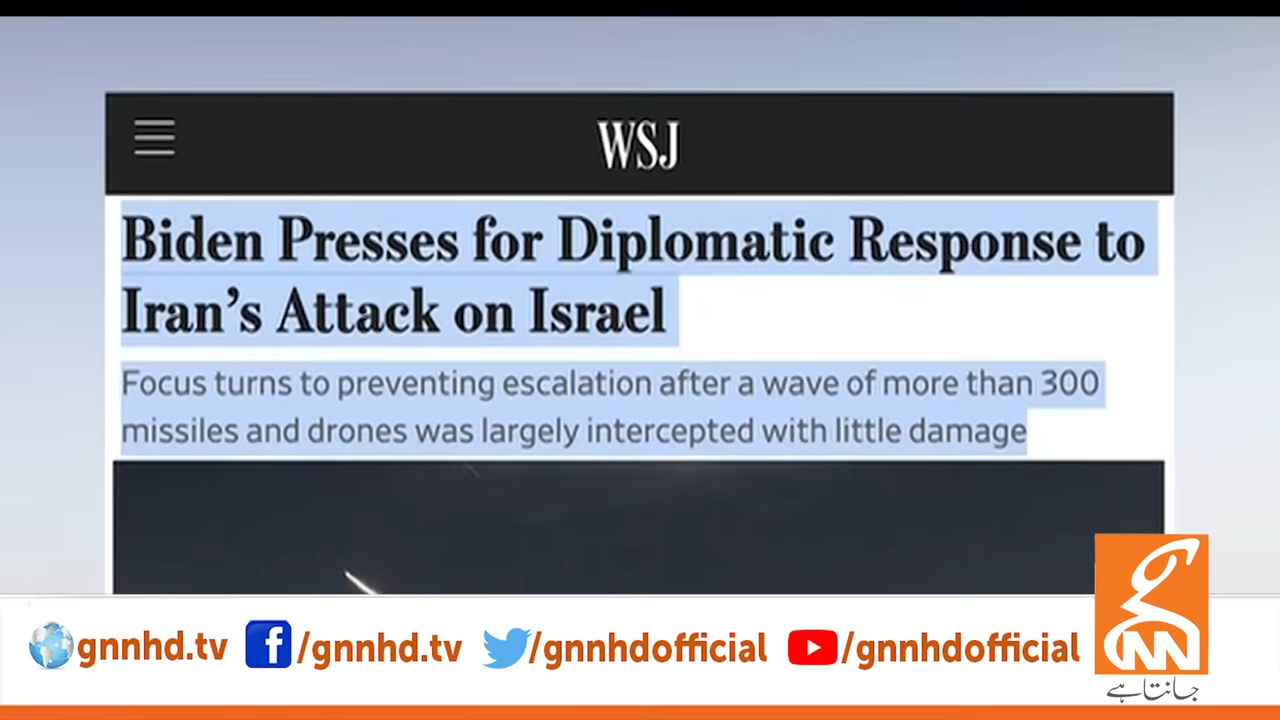 WSJ
Biden Presses for Diplomatic Response to
Iran’s Attack on Israel
Focus turns to preventing escalation after a wave of more than 300
missiles and drones was largely intercepted with little damage
gnnhd.tv
/gnnhd.tv
/gnnhdofficial
/gnnhdofficial
GNN
جانتا ہے